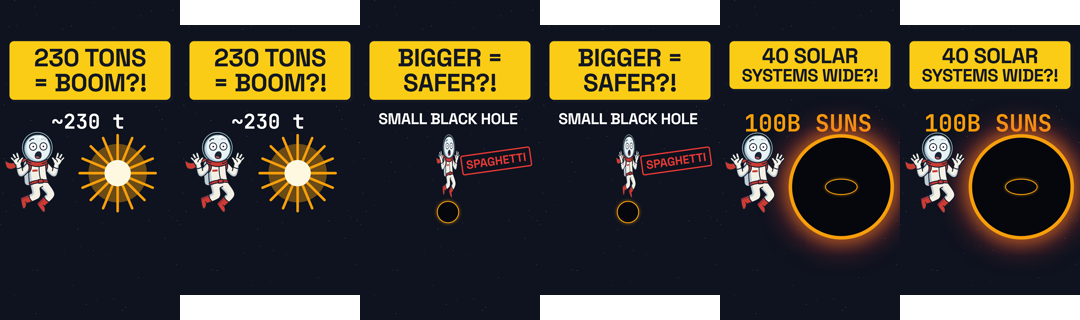 230 TONS
= BOOM?!
~230 t
230 TONS
= BOOM?!
~230 t
BIGGER =
SAFER?!
SMALL BLACK HOLE
SPAGHETTI
BIGGER =
SAFER?!
SMALL BLACK HOLE
SPAGHETTI
40 SOLAR
SYSTEMS WIDE?!
100B SUNS
40 SOLAR
SYSTEMS WIDE?!
100B SUNS